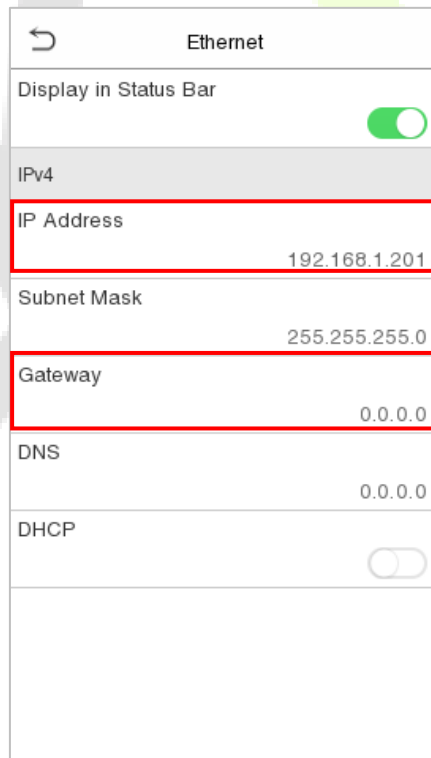 Ethernet
Display in Status Bar
IPv4
IP Address
192.168.1.201
Subnet Mask
255.255.255.0
Gateway
0.0.0.0
DNS
0.0.0.0
DHCP